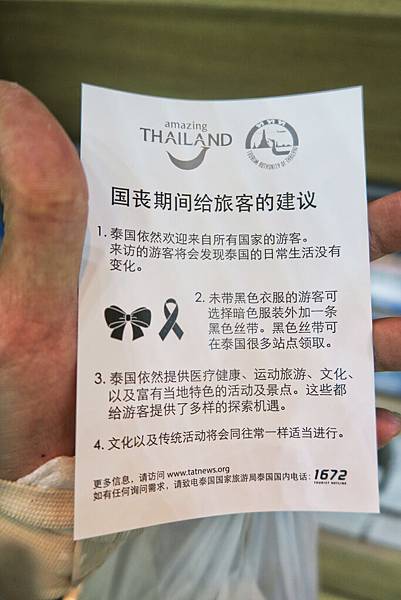 amazing
THAILAND
ททท
TOURISM AUTHORITY OF THAILAND
国丧期间给旅客的建议
1. 泰国依然欢迎来自所有国家的游客。
来访的游客将会发现泰国的日常生活没有
变化。
2. 未带黑色衣服的游客可
选择暗色服装外加一条
黑色丝带。黑色丝带可
在泰国很多站点领取。
3. 泰国依然提供医疗健康、运动旅游、文化、
以及富有当地特色的活动及景点。这些都
给游客提供了多样的探索机遇。
4. 文化以及传统活动将会同往常一样适当进行。
更多信息，请访问 www.tatnews.org
如有任何询问需求，请致电泰国国家旅游局泰国国内电话: 1672
TOURIST HOTLINE